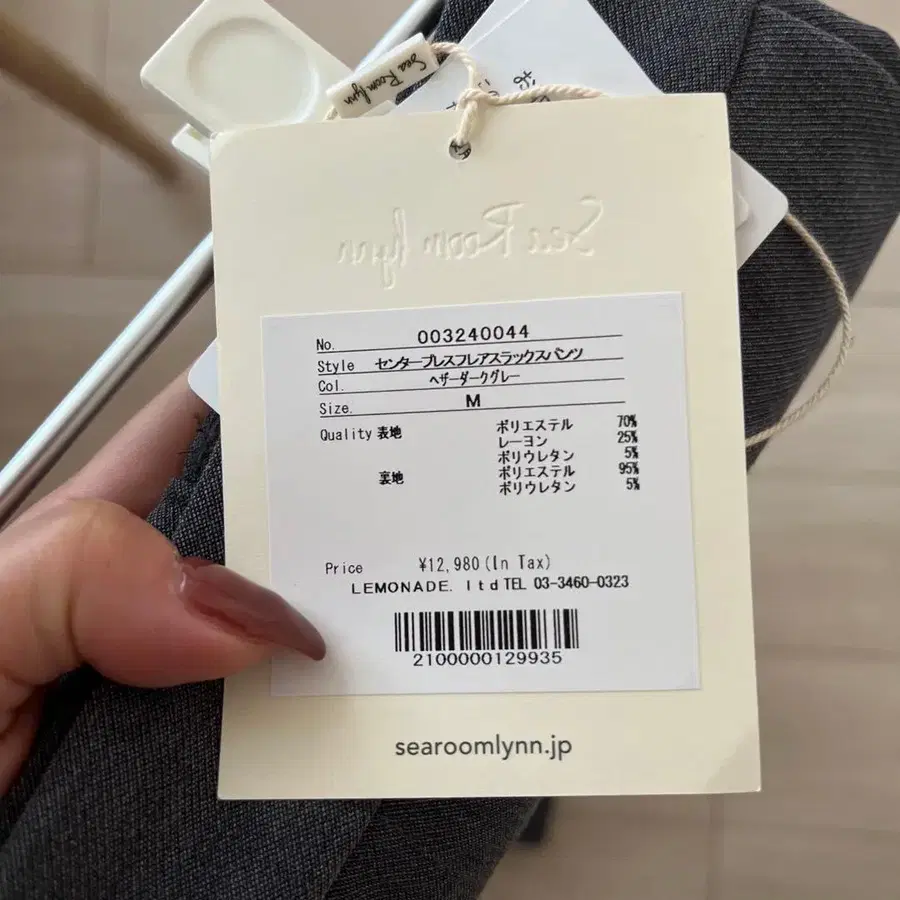 Sea Room lynn
Sea Room lynn
No. 003240044
Style センタープレスフレアスラックスパンツ
Col. ヘザーダークグレー
Size. M
Quality 表地 ポリエステル 70%
レーヨン 25%
ポリウレタン 5%
裏地 ポリエステル 95%
ポリウレタン 5%
Price ¥12,980(In Tax)
LEMONADE. ltd TEL 03-3460-0323
2100000129935
searoomlynn.jp